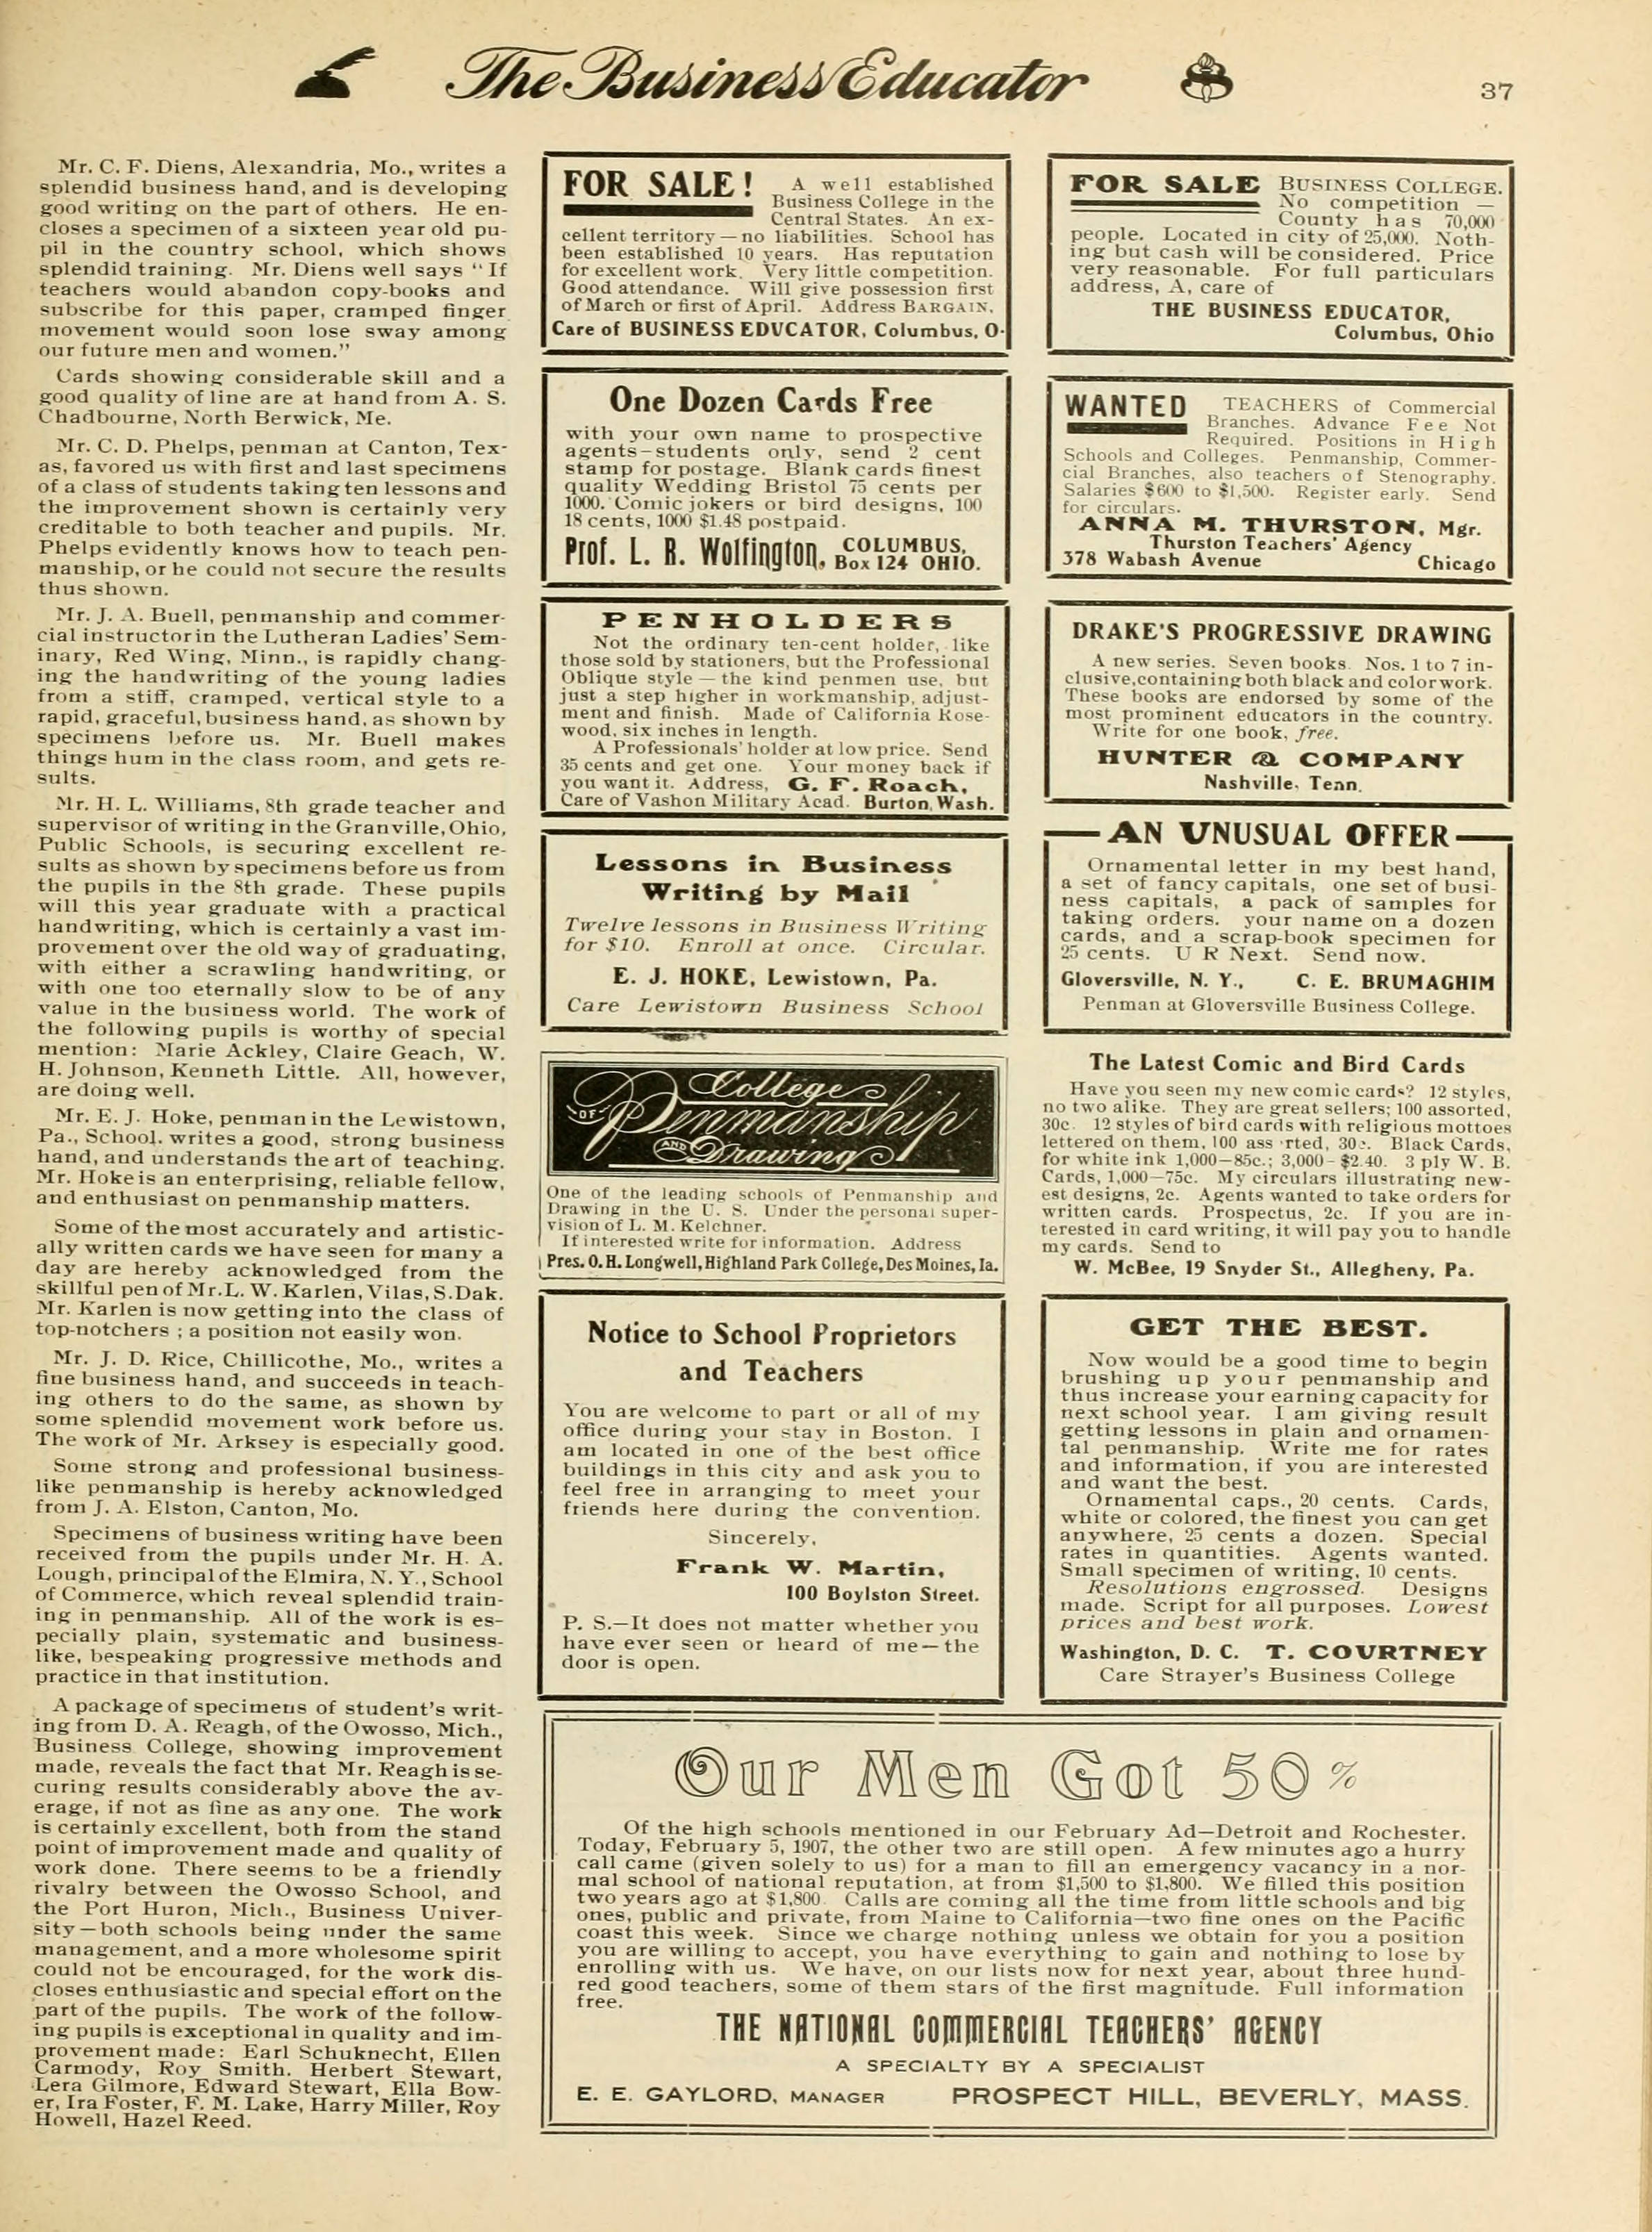 The Business Educator
37
Mr. C. F. Diens, Alexandria, Mo., writes a
splendid business hand, and is developing
good writing on the part of others. He en-
closes a specimen of a sixteen year old pu-
pil in the country school, which shows
splendid training. Mr. Diens well says "If
teachers would abandon copy-books and
subscribe for this paper, cramped finger
movement would soon lose sway among
our future men and women."
Cards showing considerable skill and a
good quality of line are at hand from A. S.
Chadbourne, North Berwick, Me.
Mr. C. D. Phelps, penman at Canton, Tex-
as, favored us with first and last specimens
of a class of students taking ten lessons and
the improvement shown is certainly very
creditable to both teacher and pupils. Mr.
Phelps evidently knows how to teach pen-
manship, or he could not secure the results
thus shown.
Mr. J. A. Buell, penmanship and commer-
cial instructor in the Lutheran Ladies' Sem-
inary, Red Wing, Minn., is rapidly chang-
ing the handwriting of the young ladies
from a stiff, cramped, vertical style to a
rapid, graceful, business hand, as shown by
specimens before us. Mr. Buell makes
things hum in the class room, and gets re-
sults.
Mr. H. L. Williams, 8th grade teacher and
supervisor of writing in the Granville, Ohio,
Public Schools, is securing excellent re-
sults as shown by specimens before us from
the pupils in the 8th grade. These pupils
will this year graduate with a practical
handwriting, which is certainly a vast im-
provement over the old way of graduating,
with either a scrawling handwriting, or
with one too eternally slow to be of any
value in the business world. The work of
the following pupils is worthy of special
mention: Marie Ackley, Claire Geach, W.
H. Johnson, Kenneth Little. All, however,
are doing well.
Mr. E. J. Hoke, penman in the Lewistown,
Pa., School, writes a good, strong business
hand, and understands the art of teaching.
Mr. Hoke is an enterprising, reliable fellow,
and enthusiast on penmanship matters.
Some of the most accurately and artistic-
ally written cards we have seen for many a
day are hereby acknowledged from the
skillful pen of Mr. L. W. Karlen, Vilas, S. Dak.
Mr. Karlen is now getting into the class of
top-notchers ; a position not easily won.
Mr. J. D. Rice, Chillicothe, Mo., writes a
fine business hand, and succeeds in teach-
ing others to do the same, as shown by
some splendid movement work before us.
The work of Mr. Arksey is especially good.
Some strong and professional business-
like penmanship is hereby acknowledged
from J. A. Elston, Canton, Mo.
Specimens of business writing have been
received from the pupils under Mr. H. A.
Lough, principal of the Elmira, N. Y., School
of Commerce, which reveal splendid train-
ing in penmanship. All of the work is es-
pecially plain, systematic and business-
like, bespeaking progressive methods and
practice in that institution.
A package of specimens of student's writ-
ing from D. A. Reagh, of the Owosso, Mich.,
Business College, showing improvement
made, reveals the fact that Mr. Reagh is se-
curing results considerably above the av-
erage, if not as fine as any one. The work
is certainly excellent, both from the stand
point of improvement made and quality of
work done. There seems to be a friendly
rivalry between the Owosso School, and
the Port Huron, Mich., Business Univer-
sity—both schools being under the same
management, and a more wholesome spirit
could not be encouraged, for the work dis-
closes enthusiastic and special effort on the
part of the pupils. The work of the follow-
ing pupils is exceptional in quality and im-
provement made: Earl Schuknecht, Ellen
Carmody, Roy Smith, Herbert Stewart,
Lera Gilmore, Edward Stewart, Ella Bow-
er, Ira Foster, F. M. Lake, Harry Miller, Roy
Howell, Hazel Reed.
FOR SALE! A well established
Business College in the
Central States. An ex-
cellent territory—no liabilities. School has
been established 10 years. Has reputation
for excellent work. Very little competition.
Good attendance. Will give possession first
of March or first of April. Address BARGAIN,
Care of BUSINESS EDUCATOR, Columbus, O.
One Dozen Cards Free
with your own name to prospective
agents-students only, send 2 cent
stamp for postage. Blank cards finest
quality Wedding Bristol 75 cents per
1000. Comic jokers or bird designs, 100
18 cents, 1000 $1.48 postpaid.
Prof. L. R. Wolfington, COLUMBUS,
Box 124 OHIO.
PENHOLDERS
Not the ordinary ten-cent holder, like
those sold by stationers, but the Professional
Oblique style—the kind penmen use, but
just a step higher in workmanship, adjust-
ment and finish. Made of California Rose-
wood, six inches in length.
A Professionals' holder at low price. Send
35 cents and get one. Your money back if
you want it. Address, G. F. Roach,
Care of Vashon Military Acad. Burton, Wash.
Lessons in Business
Writing by Mail
Twelve lessons in Business Writing
for $10. Enroll at once. Circular.
E. J. HOKE, Lewistown, Pa.
Care Lewistown Business School
College
OF Penmanship
AND Drawing
One of the leading schools of Penmanship and
Drawing in the U. S. Under the personal super-
vision of L. M. Kelchner.
If interested write for information. Address
Pres. O. H. Longwell, Highland Park College, Des Moines, Ia.
Notice to School Proprietors
and Teachers
You are welcome to part or all of my
office during your stay in Boston. I
am located in one of the best office
buildings in this city and ask you to
feel free in arranging to meet your
friends here during the convention.
Sincerely,
Frank W. Martin,
100 Boylston Street.
P. S.—It does not matter whether you
have ever seen or heard of me—the
door is open.
FOR SALE BUSINESS COLLEGE.
No competition —
County has 70,000
people. Located in city of 25,000. Noth-
ing but cash will be considered. Price
very reasonable. For full particulars
address, A, care of
THE BUSINESS EDUCATOR,
Columbus, Ohio
WANTED TEACHERS of Commercial
Branches. Advance Fee Not
Required. Positions in High
Schools and Colleges. Penmanship, Commer-
cial Branches, also teachers of Stenography.
Salaries $600 to $1,500. Register early. Send
for circulars.
ANNA M. THURSTON, Mgr.
Thurston Teachers' Agency
378 Wabash Avenue Chicago
DRAKE'S PROGRESSIVE DRAWING
A new series. Seven books. Nos. 1 to 7 in-
clusive, containing both black and color work.
These books are endorsed by some of the
most prominent educators in the country.
Write for one book, free.
HUNTER & COMPANY
Nashville, Tenn.
AN UNUSUAL OFFER
Ornamental letter in my best hand,
a set of fancy capitals, one set of busi-
ness capitals, a pack of samples for
taking orders. your name on a dozen
cards, and a scrap-book specimen for
25 cents. U R Next. Send now.
Gloversville, N. Y., C. E. BRUMAGHIM
Penman at Gloversville Business College.
The Latest Comic and Bird Cards
Have you seen my new comic cards? 12 styles,
no two alike. They are great sellers; 100 assorted,
30c. 12 styles of bird cards with religious mottoes
lettered on them, 100 ass rted, 30c. Black Cards,
for white ink 1,000—85c.; 3,000-$2.40. 3 ply W. B.
Cards, 1,000—75c. My circulars illustrating new-
est designs, 2c. Agents wanted to take orders for
written cards. Prospectus, 2c. If you are in-
terested in card writing, it will pay you to handle
my cards. Send to
W. McBEE, 19 Snyder St., Allegheny, Pa.
GET THE BEST.
Now would be a good time to begin
brushing up your penmanship and
thus increase your earning capacity for
next school year. I am giving result
getting lessons in plain and ornamen-
tal penmanship. Write me for rates
and information, if you are interested
and want the best.
Ornamental caps., 20 cents. Cards,
white or colored, the finest you can get
anywhere, 25 cents a dozen. Special
rates in quantities. Agents wanted.
Small specimen of writing, 10 cents.
Resolutions engrossed. Designs
made. Script for all purposes. Lowest
prices and best work.
Washington, D. C. T. COURTNEY
Care Strayer's Business College
Our Men Got 50 %
Of the high schools mentioned in our February Ad—Detroit and Rochester.
Today, February 5, 1907, the other two are still open. A few minutes ago a hurry
call came (given solely to us) for a man to fill an emergency vacancy in a nor-
mal school of national reputation, at from $1,500 to $1,800. We filled this position
two years ago at $1,800. Calls are coming all the time from little schools and big
ones, public and private, from Maine to California—two fine ones on the Pacific
coast this week. Since we charge nothing unless we obtain for you a position
you are willing to accept, you have everything to gain and nothing to lose by
enrolling with us. We have, on our lists now for next year, about three hund-
red good teachers, some of them stars of the first magnitude. Full information
free.
THE NATIONAL COMMERCIAL TEACHERS' AGENCY
A SPECIALTY BY A SPECIALIST
E. E. GAYLORD, MANAGER PROSPECT HILL, BEVERLY, MASS.